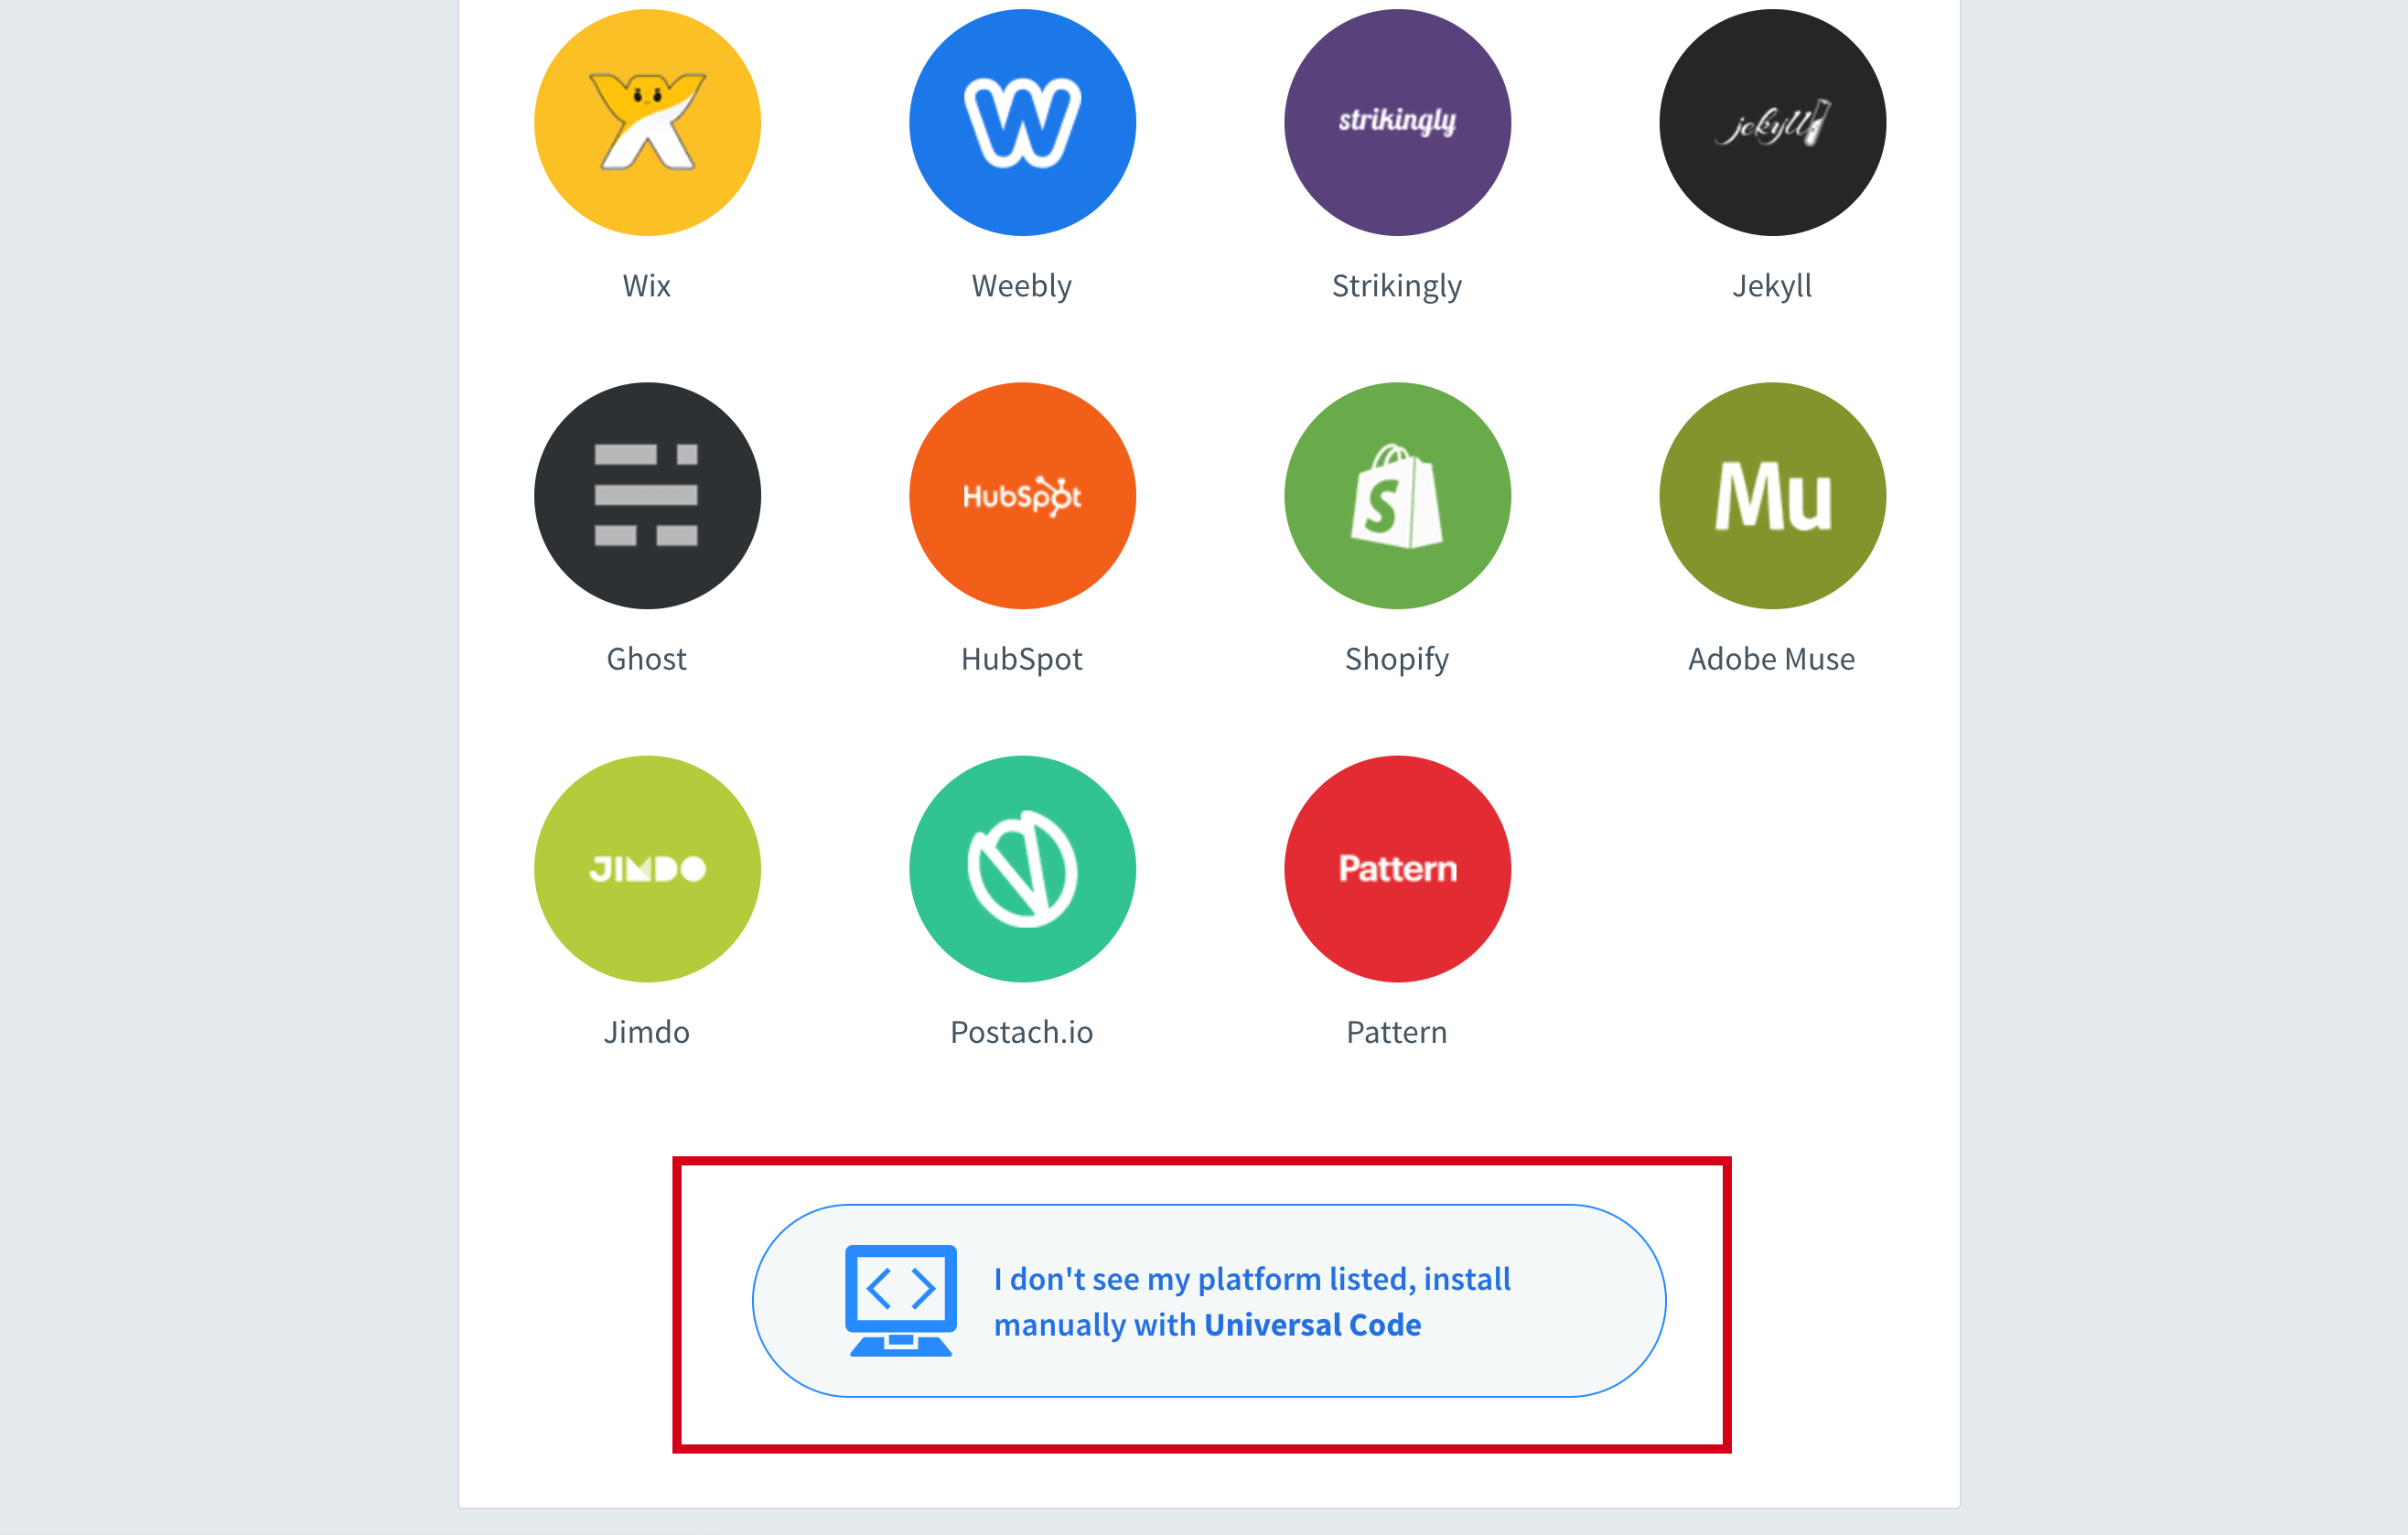 strikingly
jekyll
Wix
Weebly
Strikingly
Jekyll
HubSpot
S
Mu
Ghost
HubSpot
Shopify
Adobe Muse
JIMDO
Pattern
Jimdo
Postach.io
Pattern
I don't see my platform listed, install
manually with Universal Code